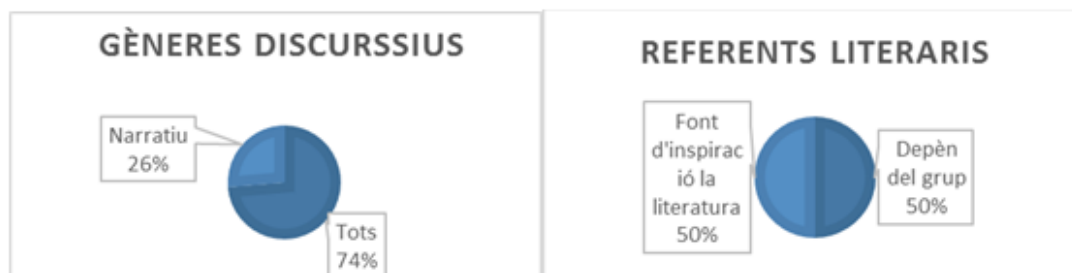 GÈNERES DISCURSSIUS
Narratiu
26%
Tots
74%
REFERENTS LITERARIS
Font
d'inspirac
ió la
literatura
50%
Depèn
del grup
50%